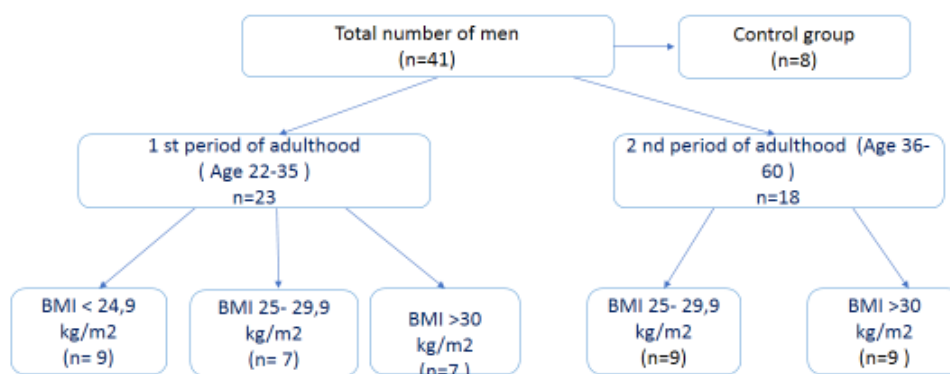 Total number of men
(n=41)
Control group
(n=8)
1 st period of adulthood
( Age 22-35 )
n=23
2 nd period of adulthood (Age 36-
60 )
n=18
BMI < 24,9
kg/m2
(n= 9)
BMI 25- 29,9
kg/m2
(n= 7)
BMI >30
kg/m2
(n=7 )
BMI 25- 29,9
kg/m2
(n=9)
BMI >30
kg/m2
(n=9 )